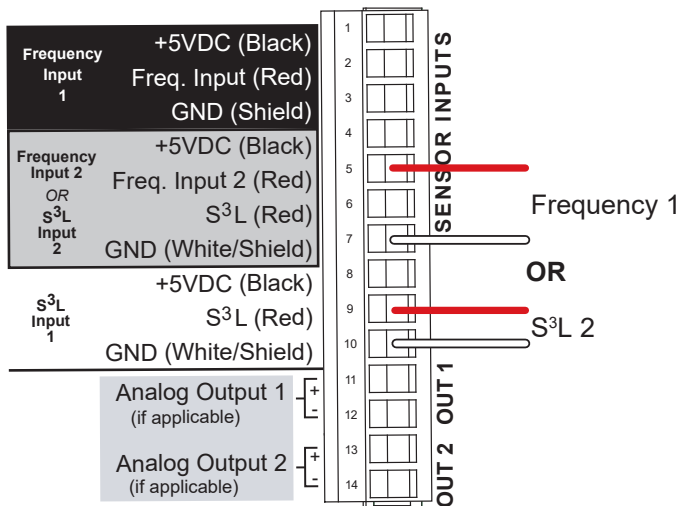 Frequency
Input
1
+5VDC (Black)
Freq. Input (Red)
GND (Shield)
Frequency
Input 2
OR
S³L
Input
2
+5VDC (Black)
Freq. Input 2 (Red)
S³L (Red)
GND (White/Shield)
S³L
Input
1
+5VDC (Black)
S³L (Red)
GND (White/Shield)
Analog Output 1
(if applicable)
+
-
Analog Output 2
(if applicable)
+
-
1
2
3
4
5
6
7
8
9
10
11
12
13
14
SENSOR INPUTS
OUT 1
OUT 2
Frequency 1
OR
S³L 2